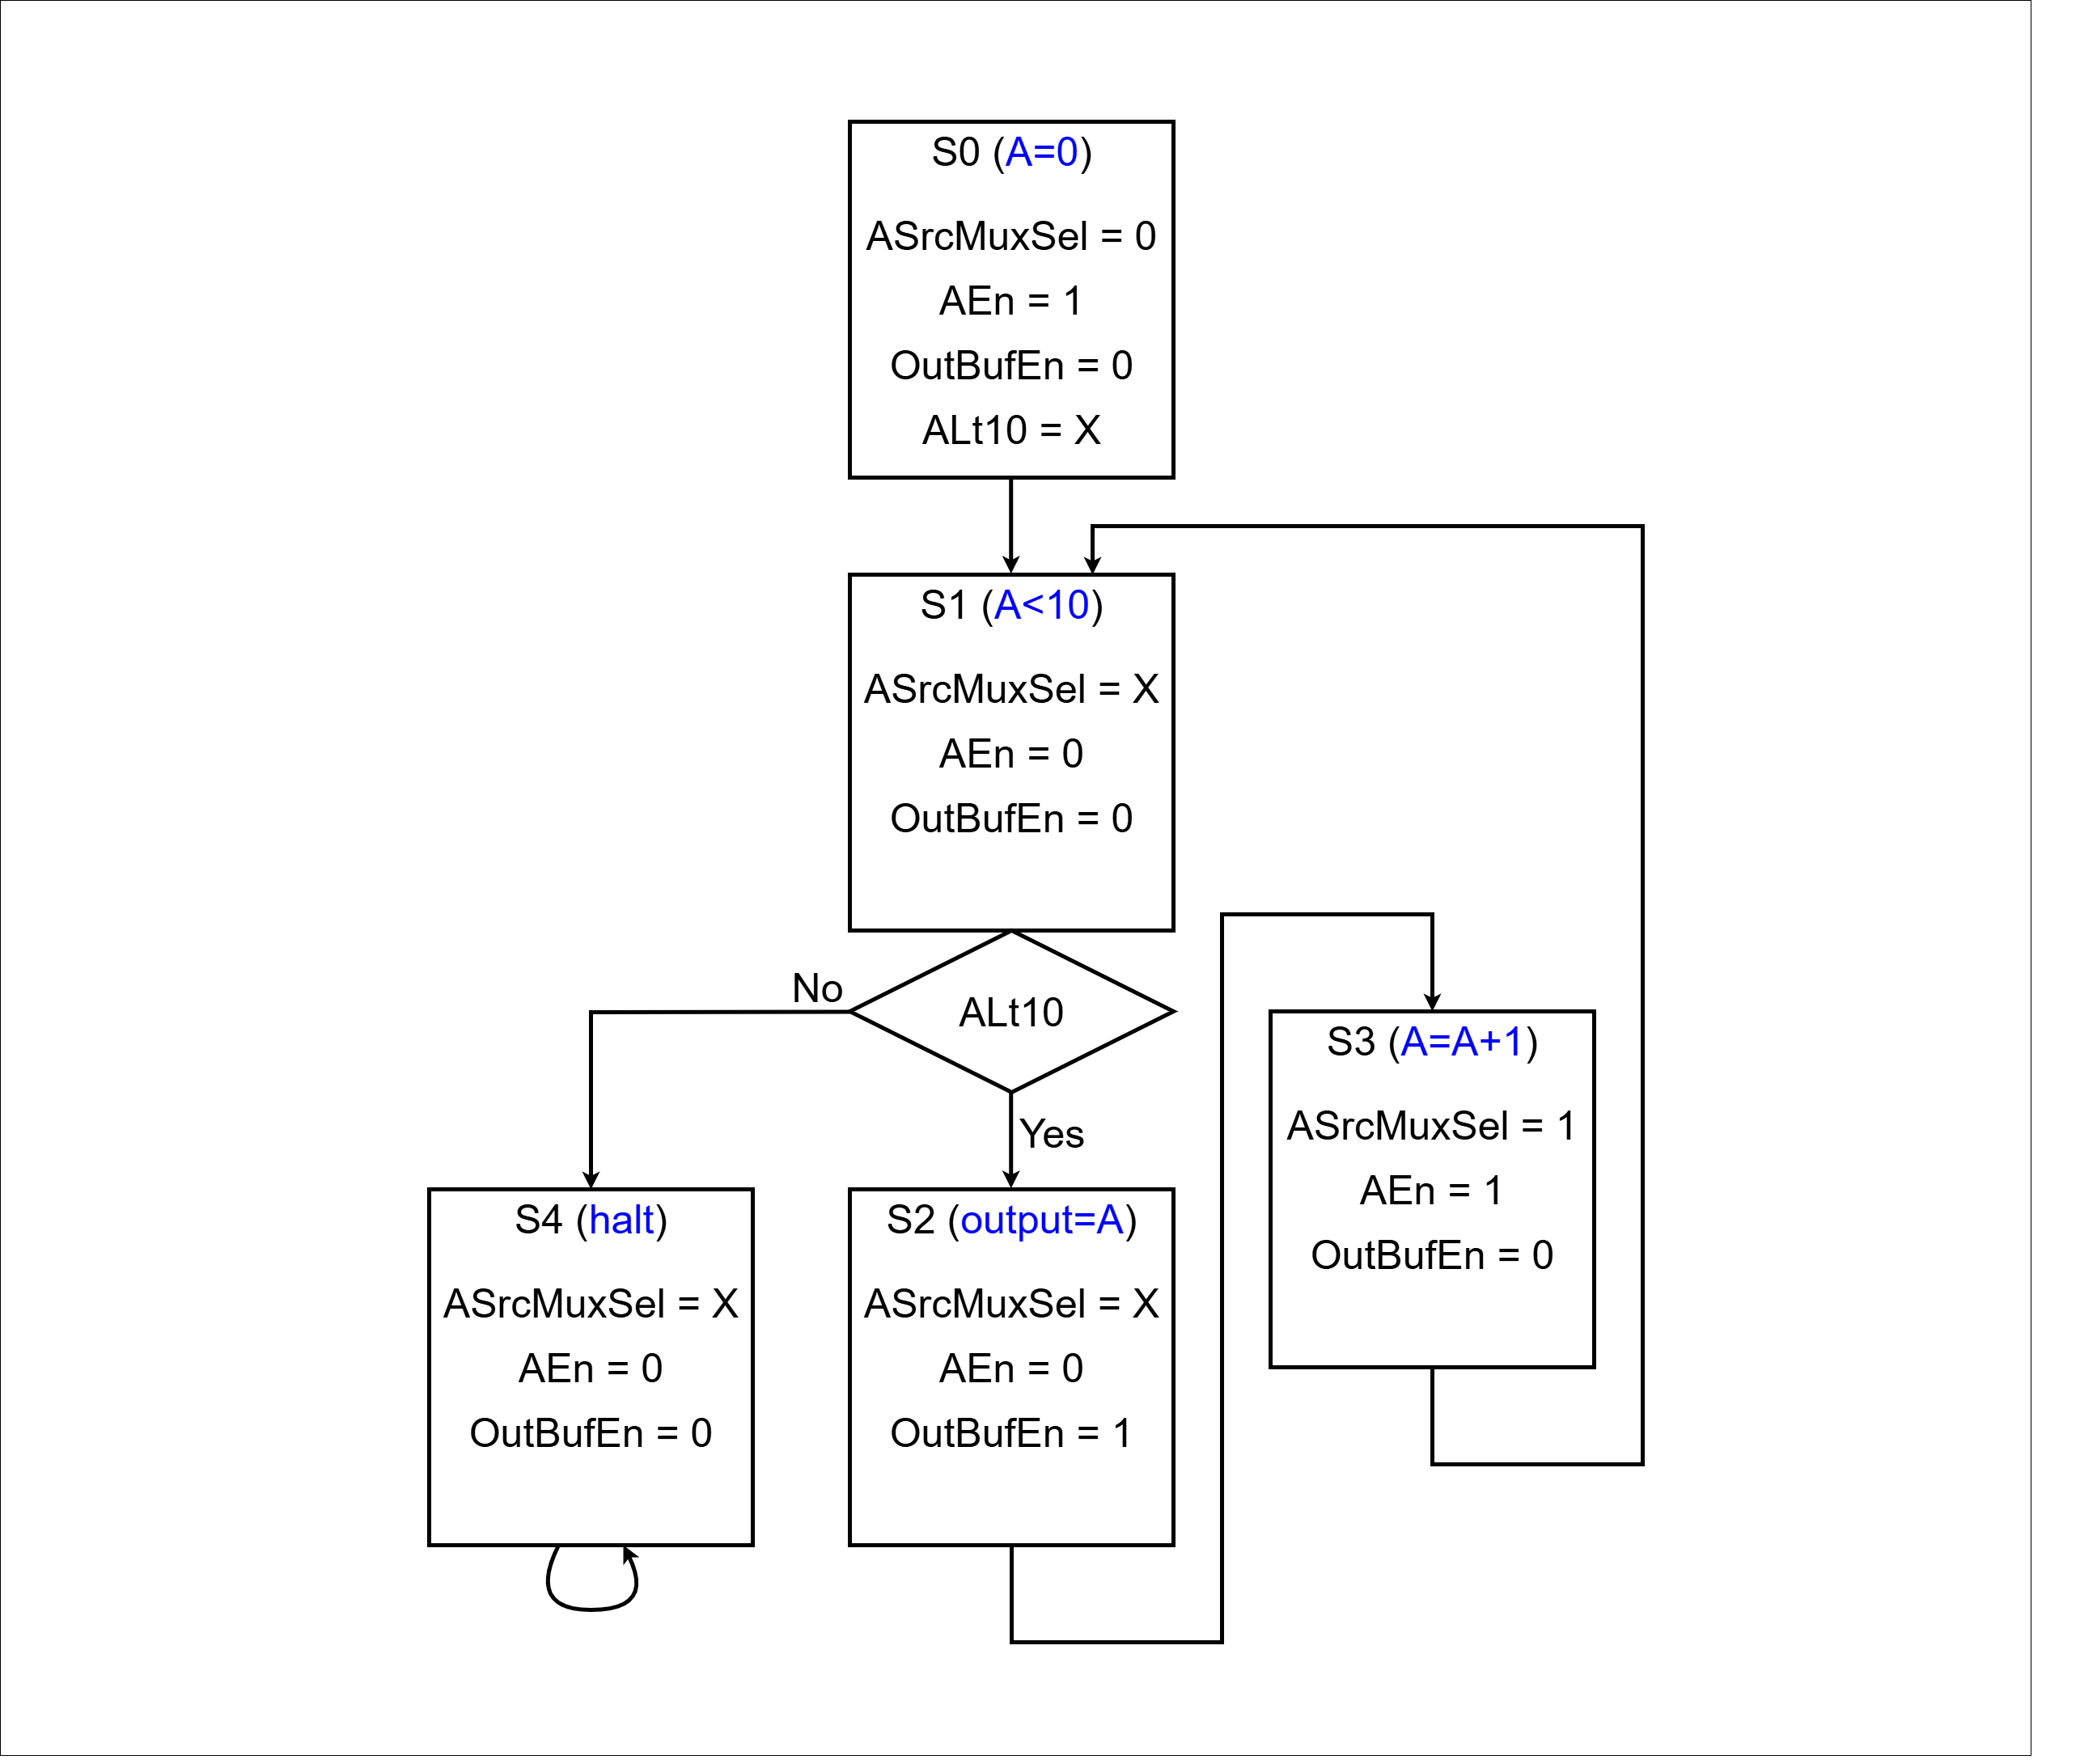 S0 (A=0)
ASrcMuxSel = 0
AEn = 1
OutBufEn = 0
ALt10 = X
S1 (A<10)
ASrcMuxSel = X
AEn = 0
OutBufEn = 0
ALt10
No
Yes
S4 (halt)
ASrcMuxSel = X
AEn = 0
OutBufEn = 0
S2 (output=A)
ASrcMuxSel = X
AEn = 0
OutBufEn = 1
S3 (A=A+1)
ASrcMuxSel = 1
AEn = 1
OutBufEn = 0